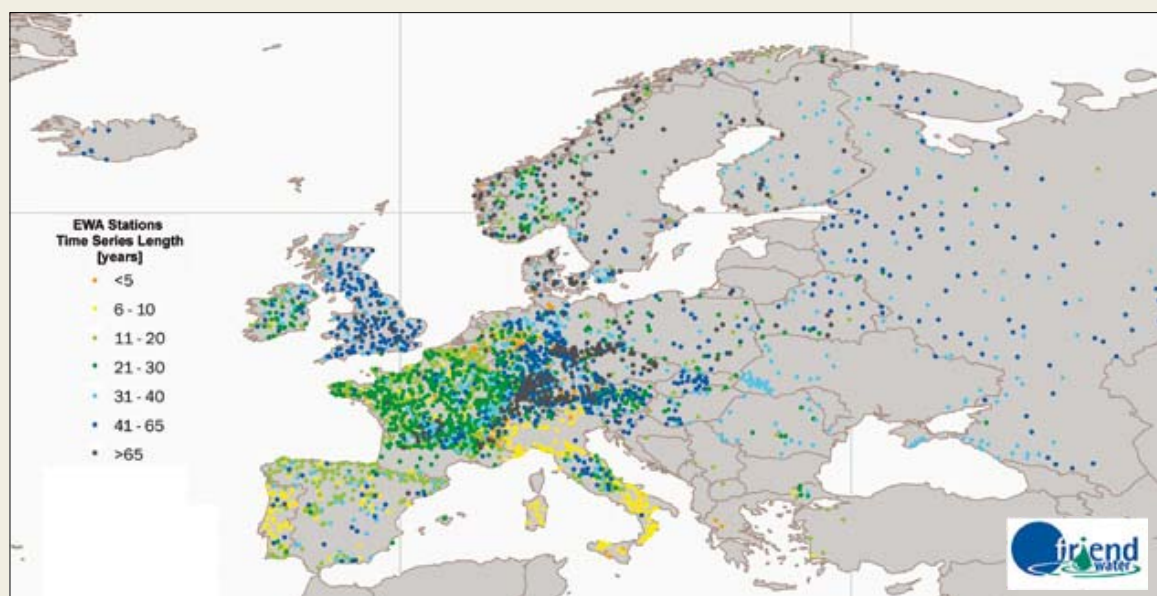 EWA Stations
Time Series Length
[years]
<5
6 - 10
11 - 20
21 - 30
31 - 40
41 - 65
>65
friend
water